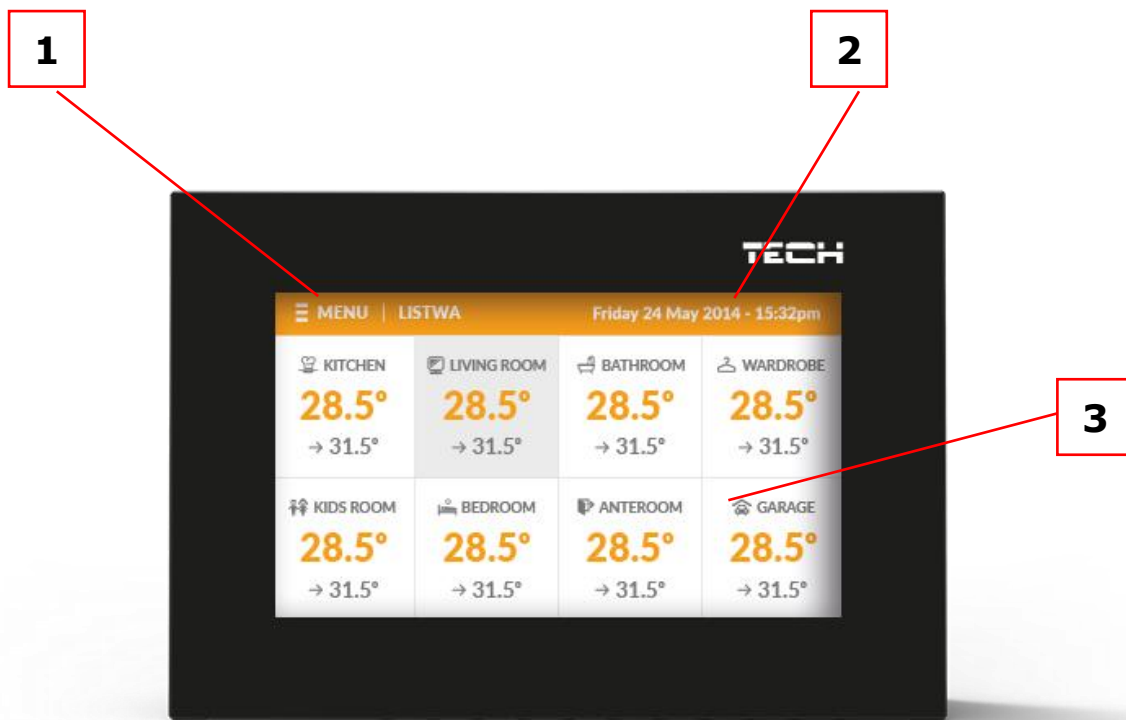 1
2
TECH
MENU | LISTWA
Friday 24 May 2014 - 15:32pm
KITCHEN
28.5°
→ 31.5°
LIVING ROOM
28.5°
→ 31.5°
BATHROOM
28.5°
→ 31.5°
WARDROBE
28.5°
→ 31.5°
3
KIDS ROOM
28.5°
→ 31.5°
BEDROOM
28.5°
→ 31.5°
ANTEROOM
28.5°
→ 31.5°
GARAGE
28.5°
→ 31.5°